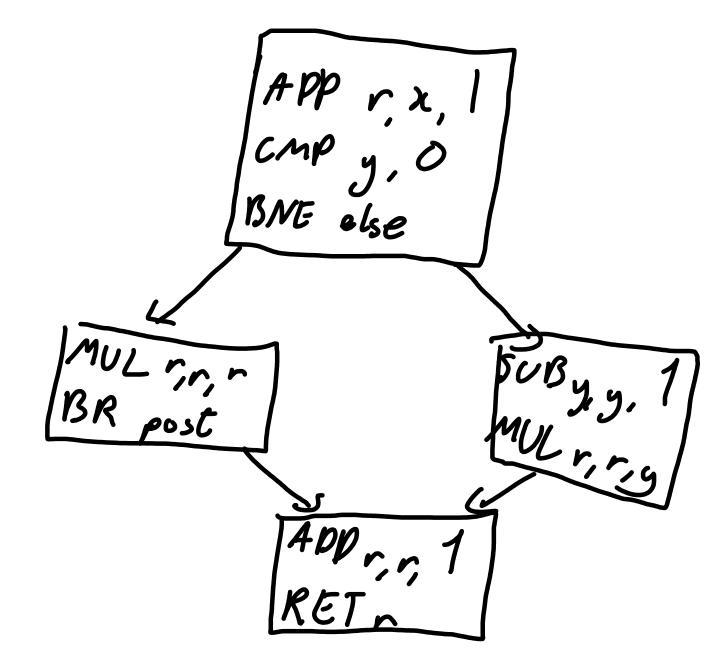 ADD r, x, 1
CMP y, 0
BNE else
MUL r, r, r
BR post
SUB y, y, 1
MUL r, r, y
ADD r, r, 1
RET r